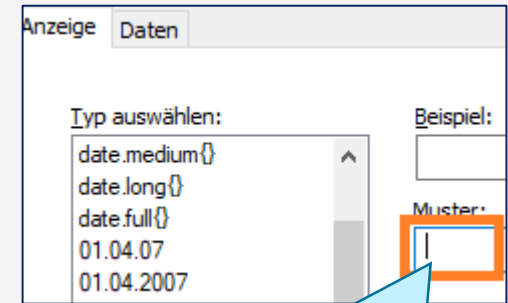 Anzeige Daten
Typ auswählen: Beispiel:
date.medium{}
date.long{}
date.full{} Muster:
01.04.07
01.04.2007